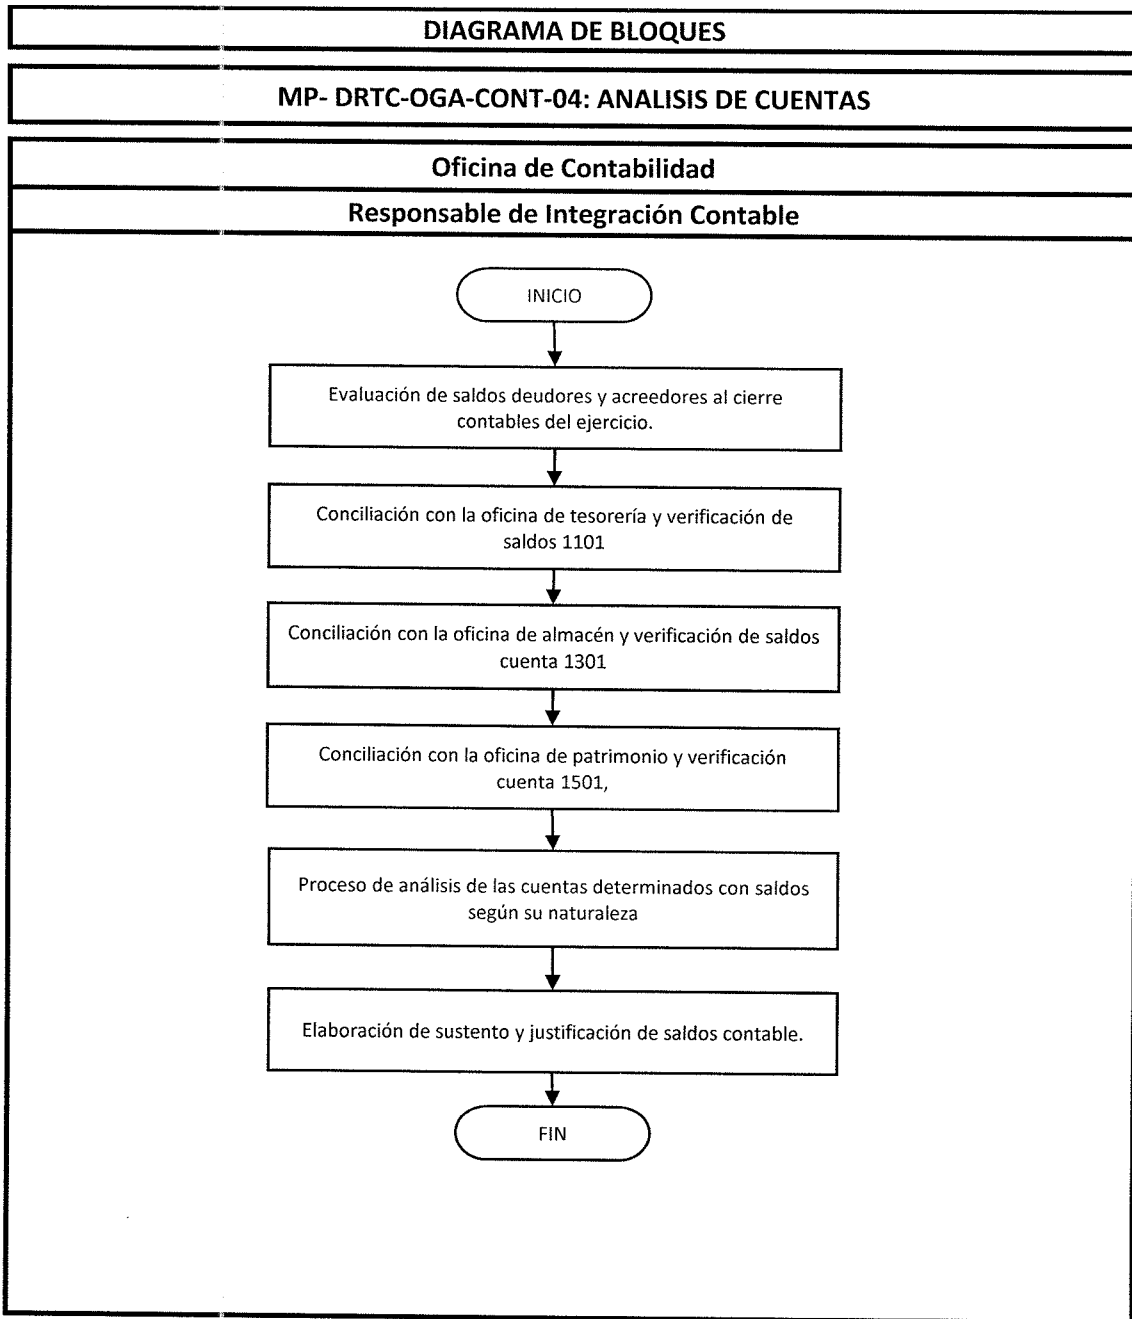 DIAGRAMA DE BLOQUES
MP- DRTC-OGA-CONT-04: ANALISIS DE CUENTAS
Oficina de Contabilidad
Responsable de Integración Contable
INICIO
Evaluación de saldos deudores y acreedores al cierre
contables del ejercicio.
Conciliación con la oficina de tesorería y verificación de
saldos 1101
Conciliación con la oficina de almacén y verificación de saldos
cuenta 1301
Conciliación con la oficina de patrimonio y verificación
cuenta 1501,
Proceso de análisis de las cuentas determinados con saldos
según su naturaleza
Elaboración de sustento y justificación de saldos contable.
FIN